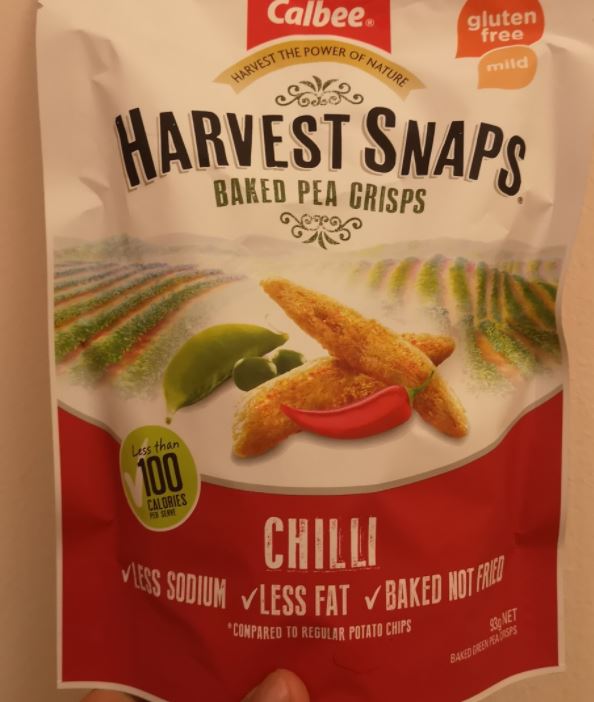 Calbee®
gluten
free
mild
HARVEST THE POWER OF NATURE
HARVEST SNAPS®
BAKED PEA CRISPS
Less than
100
CALORIES
PER SERVE
CHILLI
✓LESS SODIUM ✓LESS FAT ✓BAKED NOT FRIED
*COMPARED TO REGULAR POTATO CHIPS
93g NET
BAKED GREEN PEA CRISPS